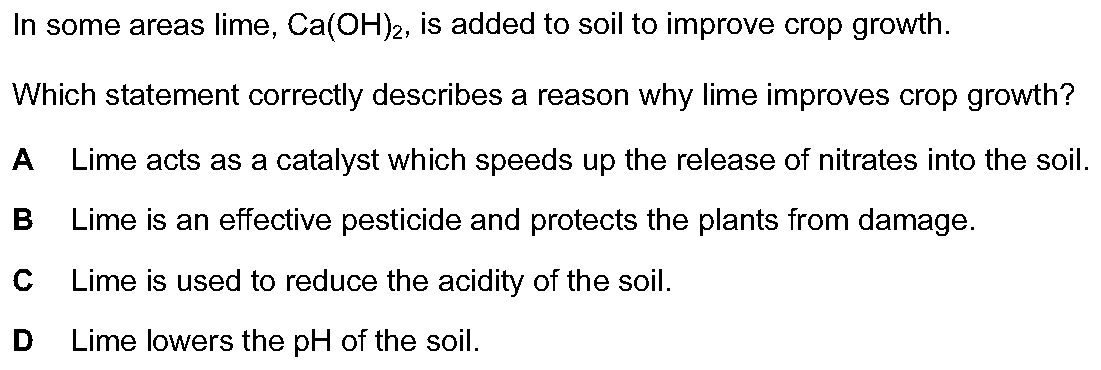 In some areas lime, Ca(OH)₂, is added to soil to improve crop growth.
Which statement correctly describes a reason why lime improves crop growth?
A Lime acts as a catalyst which speeds up the release of nitrates into the soil.
B Lime is an effective pesticide and protects the plants from damage.
C Lime is used to reduce the acidity of the soil.
D Lime lowers the pH of the soil.